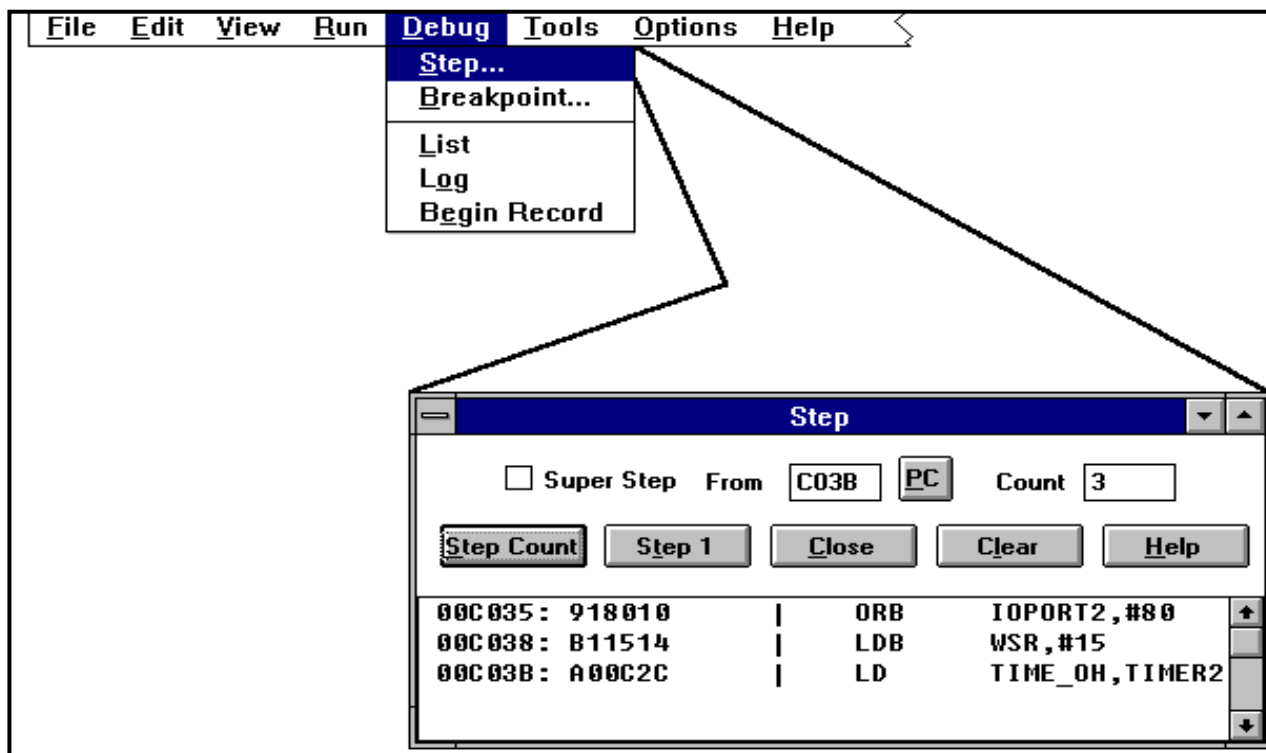 File Edit View Run Debug Tools Options Help
Step...
Breakpoint...
List
Log
Begin Record
Step
Super Step From C03B PC Count 3
Step Count Step 1 Close Clear Help
00C035: 918010 | ORB IOPORT2,#80
00C038: B11514 | LDB WSR,#15
00C03B: A00C2C | LD TIME_0H,TIMER2